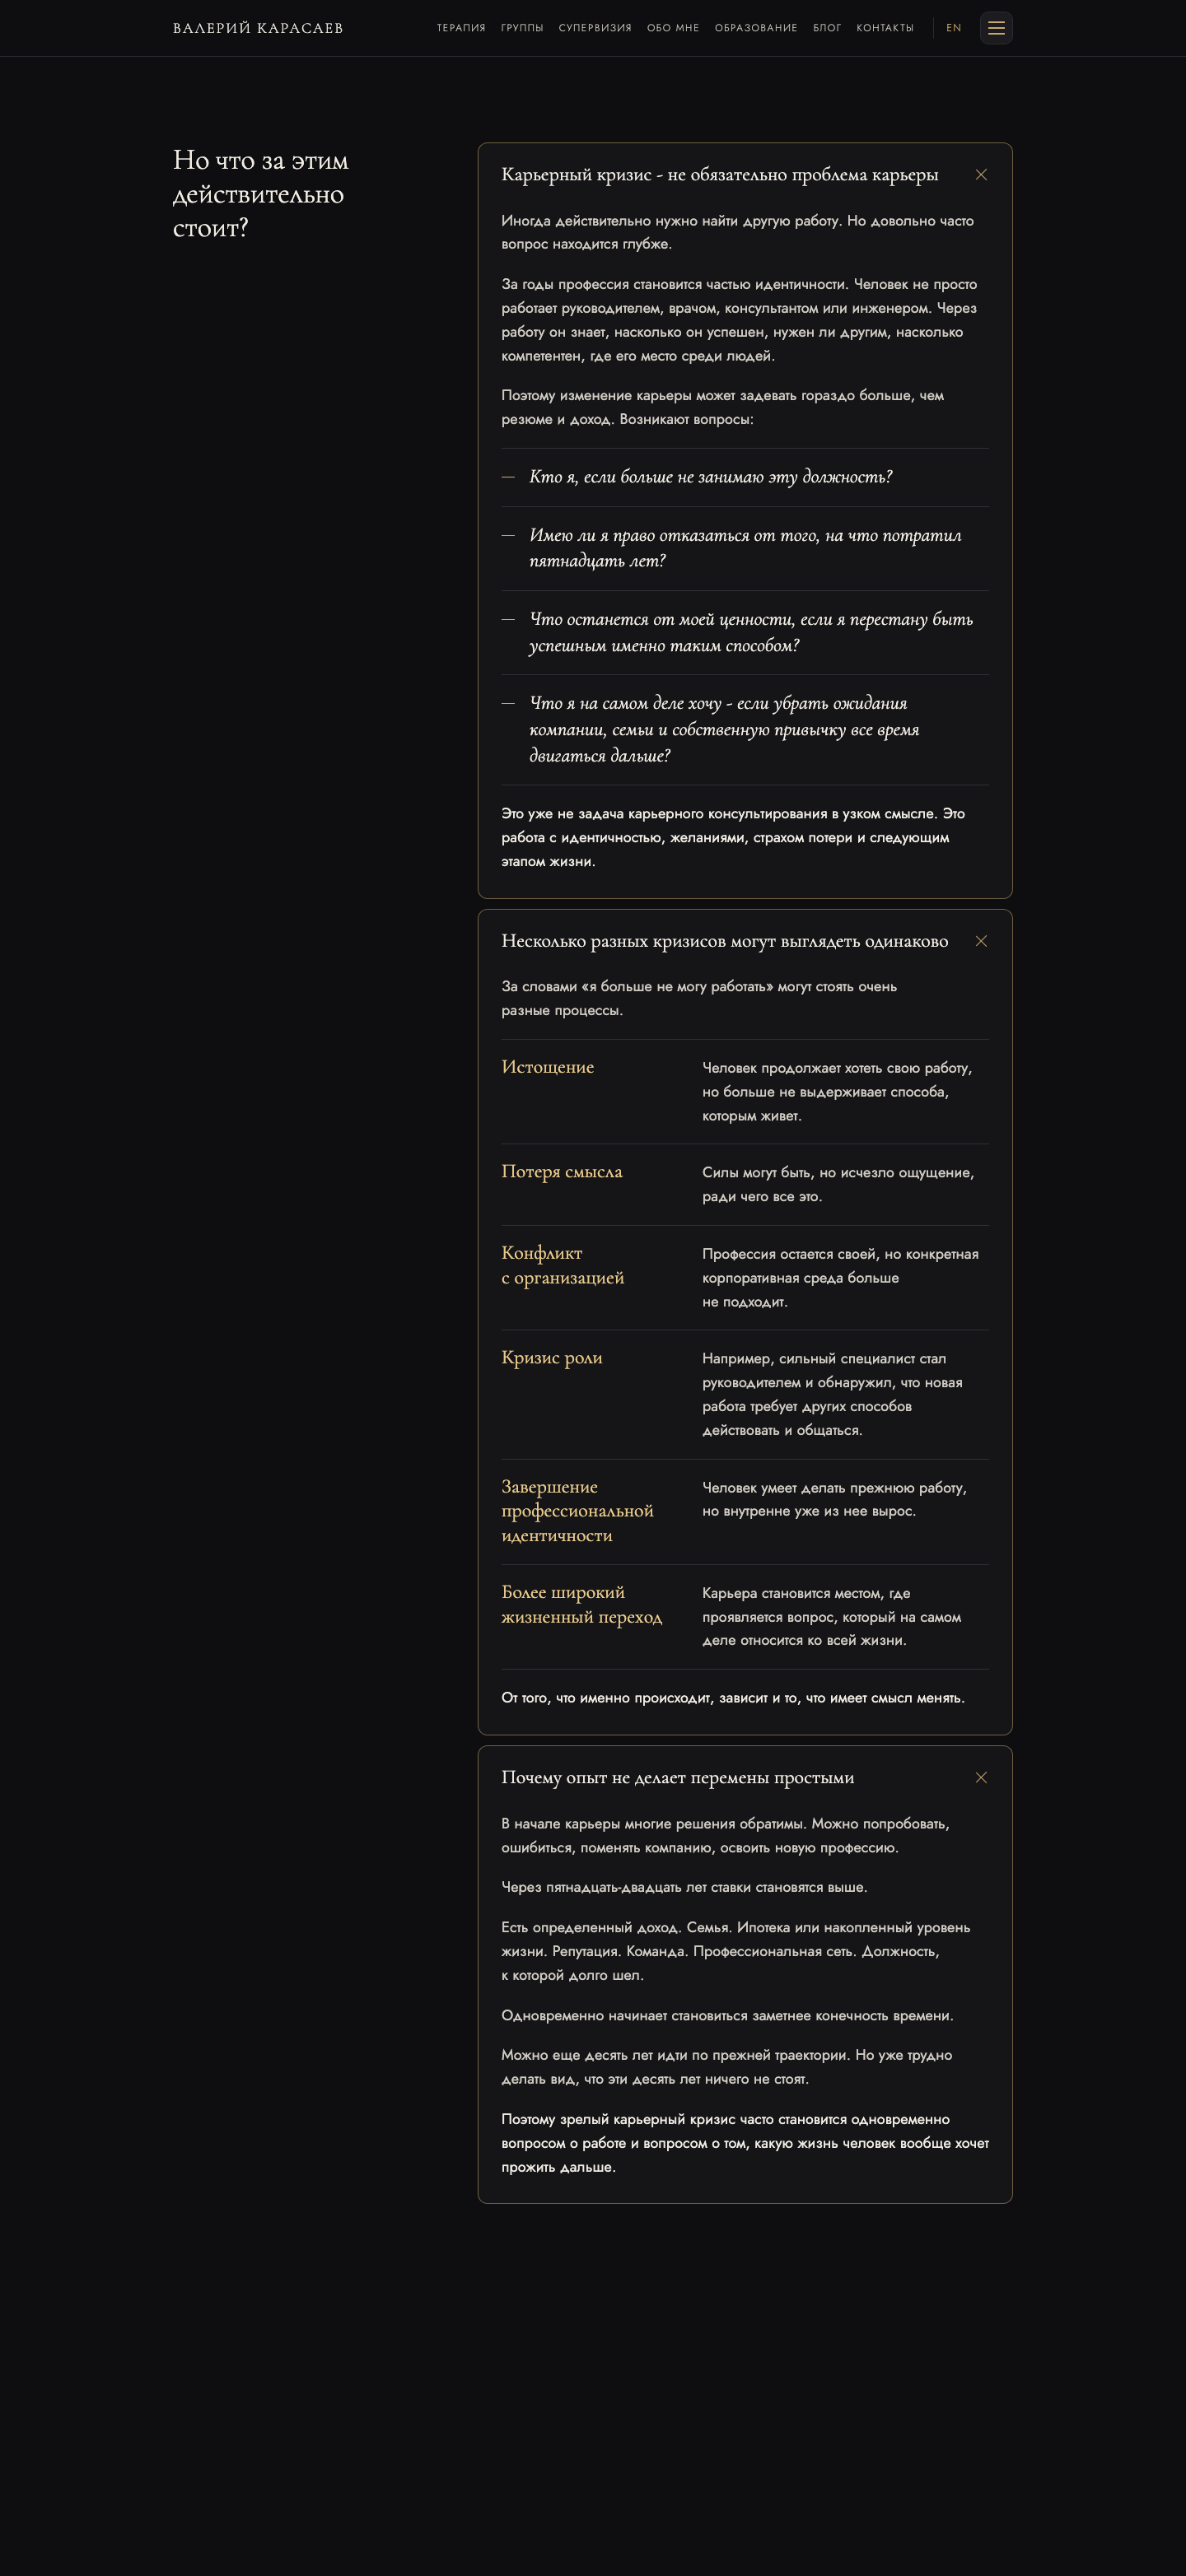 ВАЛЕРИЙ КАРАСАЕВ
ТЕРАПИЯ ГРУППЫ СУПЕРВИЗИЯ ОБО МНЕ ОБРАЗОВАНИЕ БЛОГ КОНТАКТЫ EN
Но что за этим
действительно
стоит?
Карьерный кризис - не обязательно проблема карьеры
Иногда действительно нужно найти другую работу. Но довольно часто
вопрос находится глубже.
За годы профессия становится частью идентичности. Человек не просто
работает руководителем, врачом, консультантом или инженером. Через
работу он знает, насколько он успешен, нужен ли другим, насколько
компетентен, где его место среди людей.
Поэтому изменение карьеры может задевать гораздо больше, чем
резюме и доход. Возникают вопросы:
— Кто я, если больше не занимаю эту должность?
— Имею ли я право отказаться от того, на что потратил
пятнадцать лет?
— Что останется от моей ценности, если я перестану быть
успешным именно таким способом?
— Что я на самом деле хочу - если убрать ожидания
компании, семьи и собственную привычку все время
двигаться дальше?
Это уже не задача карьерного консультирования в узком смысле. Это
работа с идентичностью, желаниями, страхом потери и следующим
этапом жизни.
Несколько разных кризисов могут выглядеть одинаково
За словами «я больше не могу работать» могут стоять очень
разные процессы.
Истощение
Человек продолжает хотеть свою работу,
но больше не выдерживает способа,
которым живет.
Потеря смысла
Силы могут быть, но исчезло ощущение,
ради чего все это.
Конфликт
с организацией
Профессия остается своей, но конкретная
корпоративная среда больше
не подходит.
Кризис роли
Например, сильный специалист стал
руководителем и обнаружил, что новая
работа требует других способов
действовать и общаться.
Завершение
профессиональной
идентичности
Человек умеет делать прежнюю работу,
но внутренне уже из нее вырос.
Более широкий
жизненный переход
Карьера становится местом, где
проявляется вопрос, который на самом
деле относится ко всей жизни.
От того, что именно происходит, зависит и то, что имеет смысл менять.
Почему опыт не делает перемены простыми
В начале карьеры многие решения обратимы. Можно попробовать,
ошибиться, поменять компанию, освоить новую профессию.
Через пятнадцать-двадцать лет ставки становятся выше.
Есть определенный доход. Семья. Ипотека или накопленный уровень
жизни. Репутация. Команда. Профессиональная сеть. Должность,
к которой долго шел.
Одновременно начинает становиться заметнее конечность времени.
Можно еще десять лет идти по прежней траектории. Но уже трудно
делать вид, что эти десять лет ничего не стоят.
Поэтому зрелый карьерный кризис часто становится одновременно
вопросом о работе и вопросом о том, какую жизнь человек вообще хочет
прожить дальше.